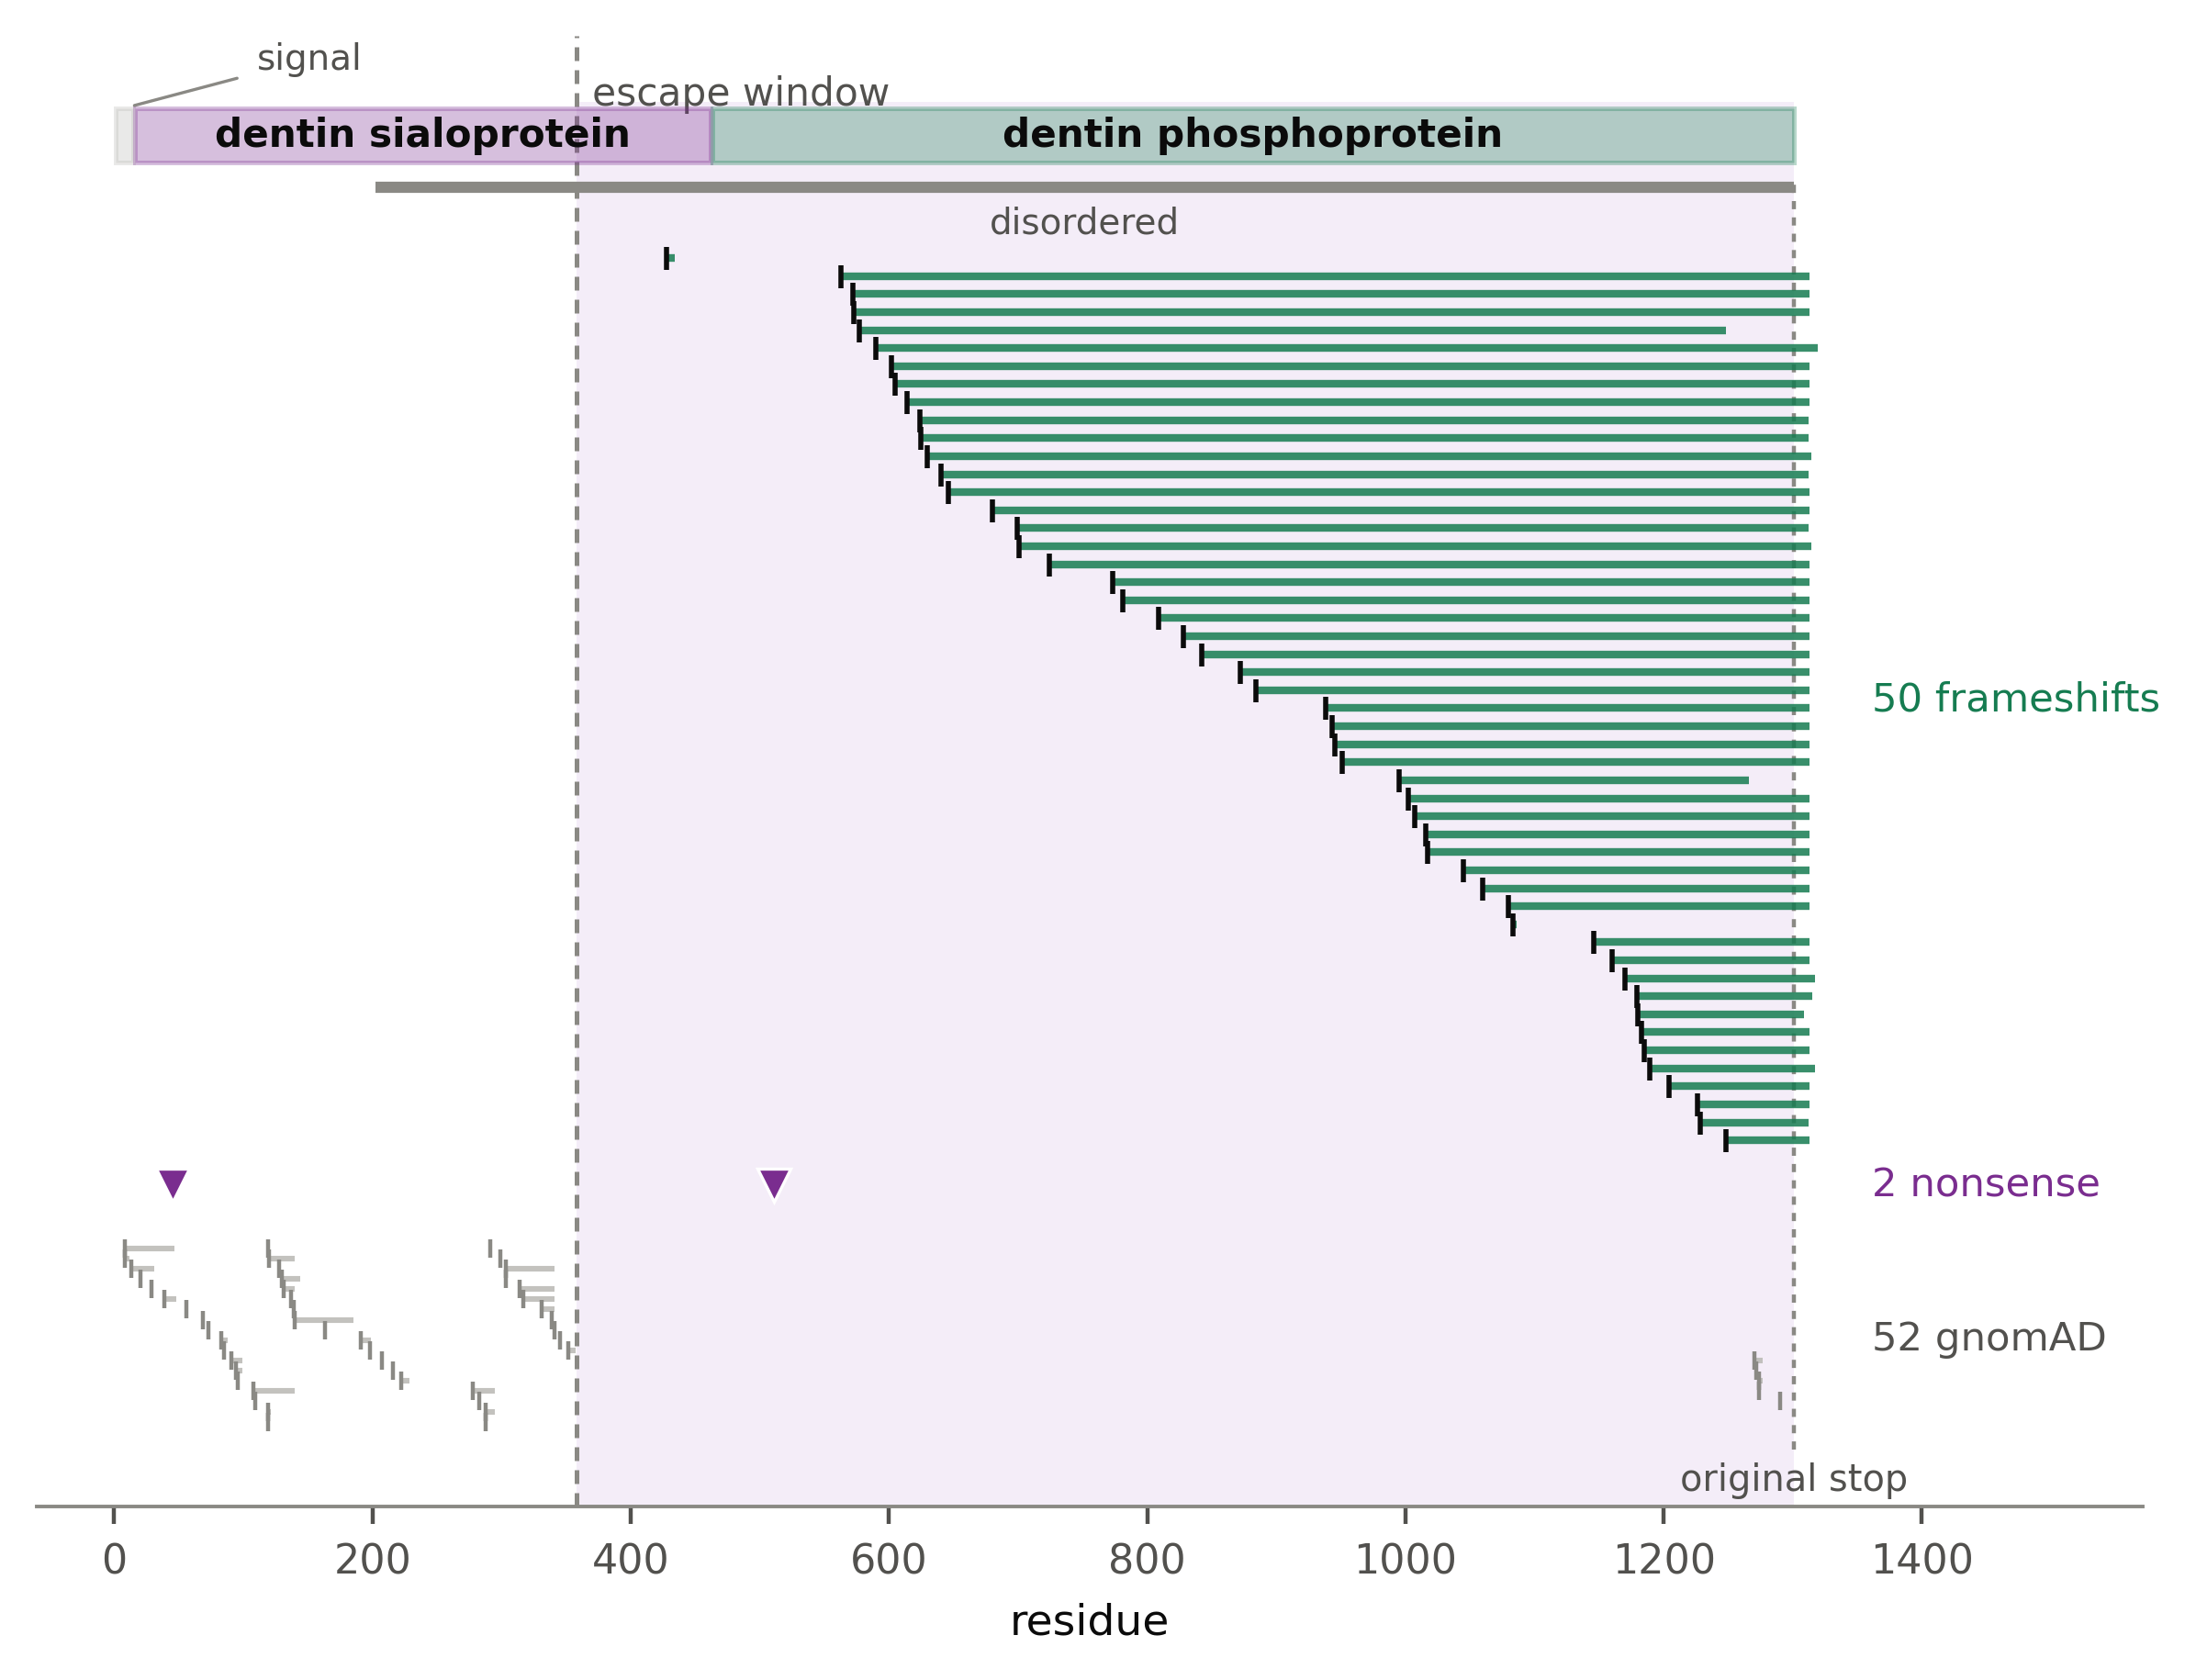 signal
escape window
dentin sialoprotein
dentin phosphoprotein
disordered
50 frameshifts
2 nonsense
52 gnomAD
original stop
0 200 400 600 800 1000 1200 1400
residue